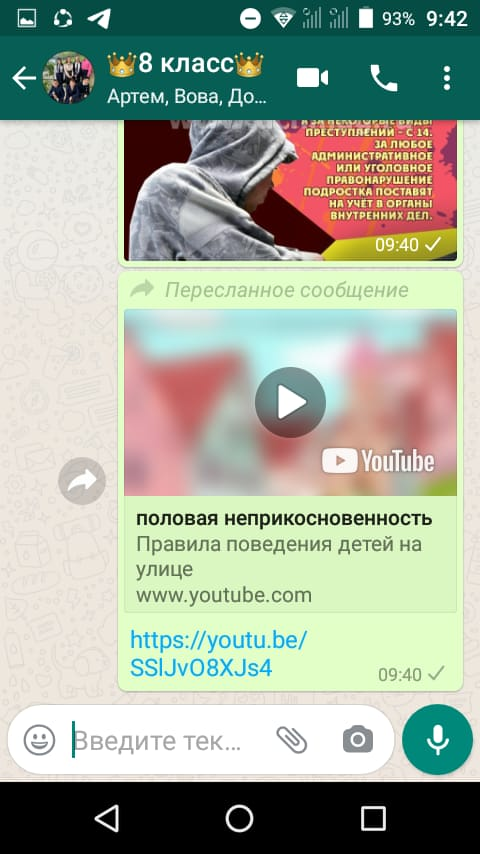 93% 9:42
👑8 класс👑
Артем, Вова, До...
А ЗА НЕКОТОРЫЕ ВИДЫ
ПРЕСТУПЛЕНИЙ - С 14.
ЗА ЛЮБОЕ
АДМИНИСТРАТИВНОЕ
ИЛИ УГОЛОВНОЕ
ПРАВОНАРУШЕНИЕ
ПОДРОСТКА ПОСТАВЯТ
НА УЧЁТ В ОРГАНЫ
ВНУТРЕННИХ ДЕЛ.
09:40
Пересланное сообщение
YouTube
половая неприкосновенность
Правила поведения детей на
улице
www.youtube.com
https://youtu.be/
SSlJvO8XJs4
09:40
Введите тек...